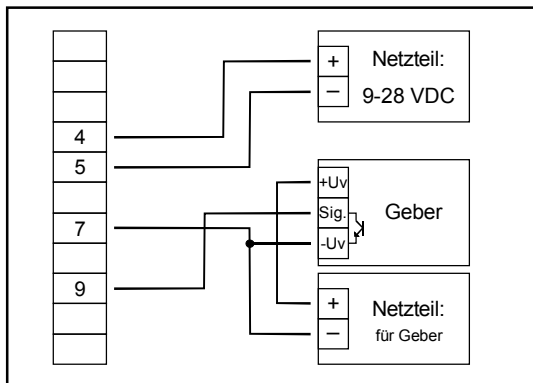 4
5
7
9
+
−
Netzteil:
9-28 VDC
+Uv
Sig.
-Uv
Geber
+
−
Netzteil:
für Geber